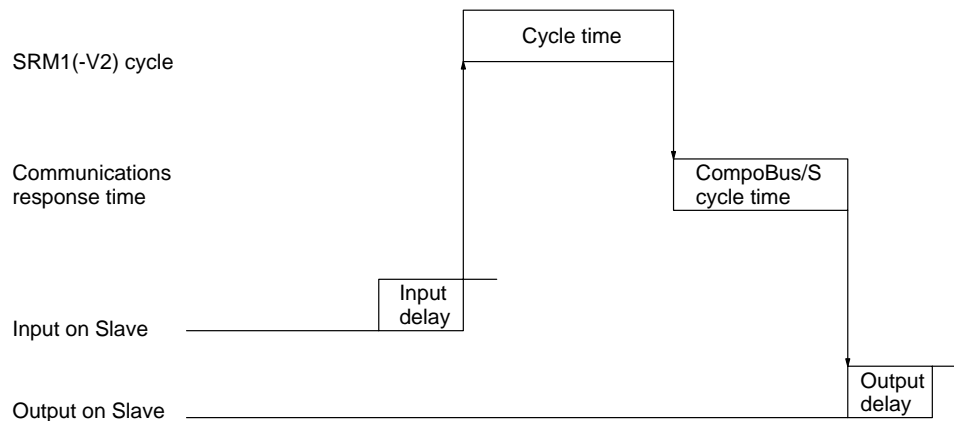 Cycle time
SRM1(-V2) cycle
Communications
response time
CompoBus/S
cycle time
Input
delay
Input on Slave
Output
delay
Output on Slave